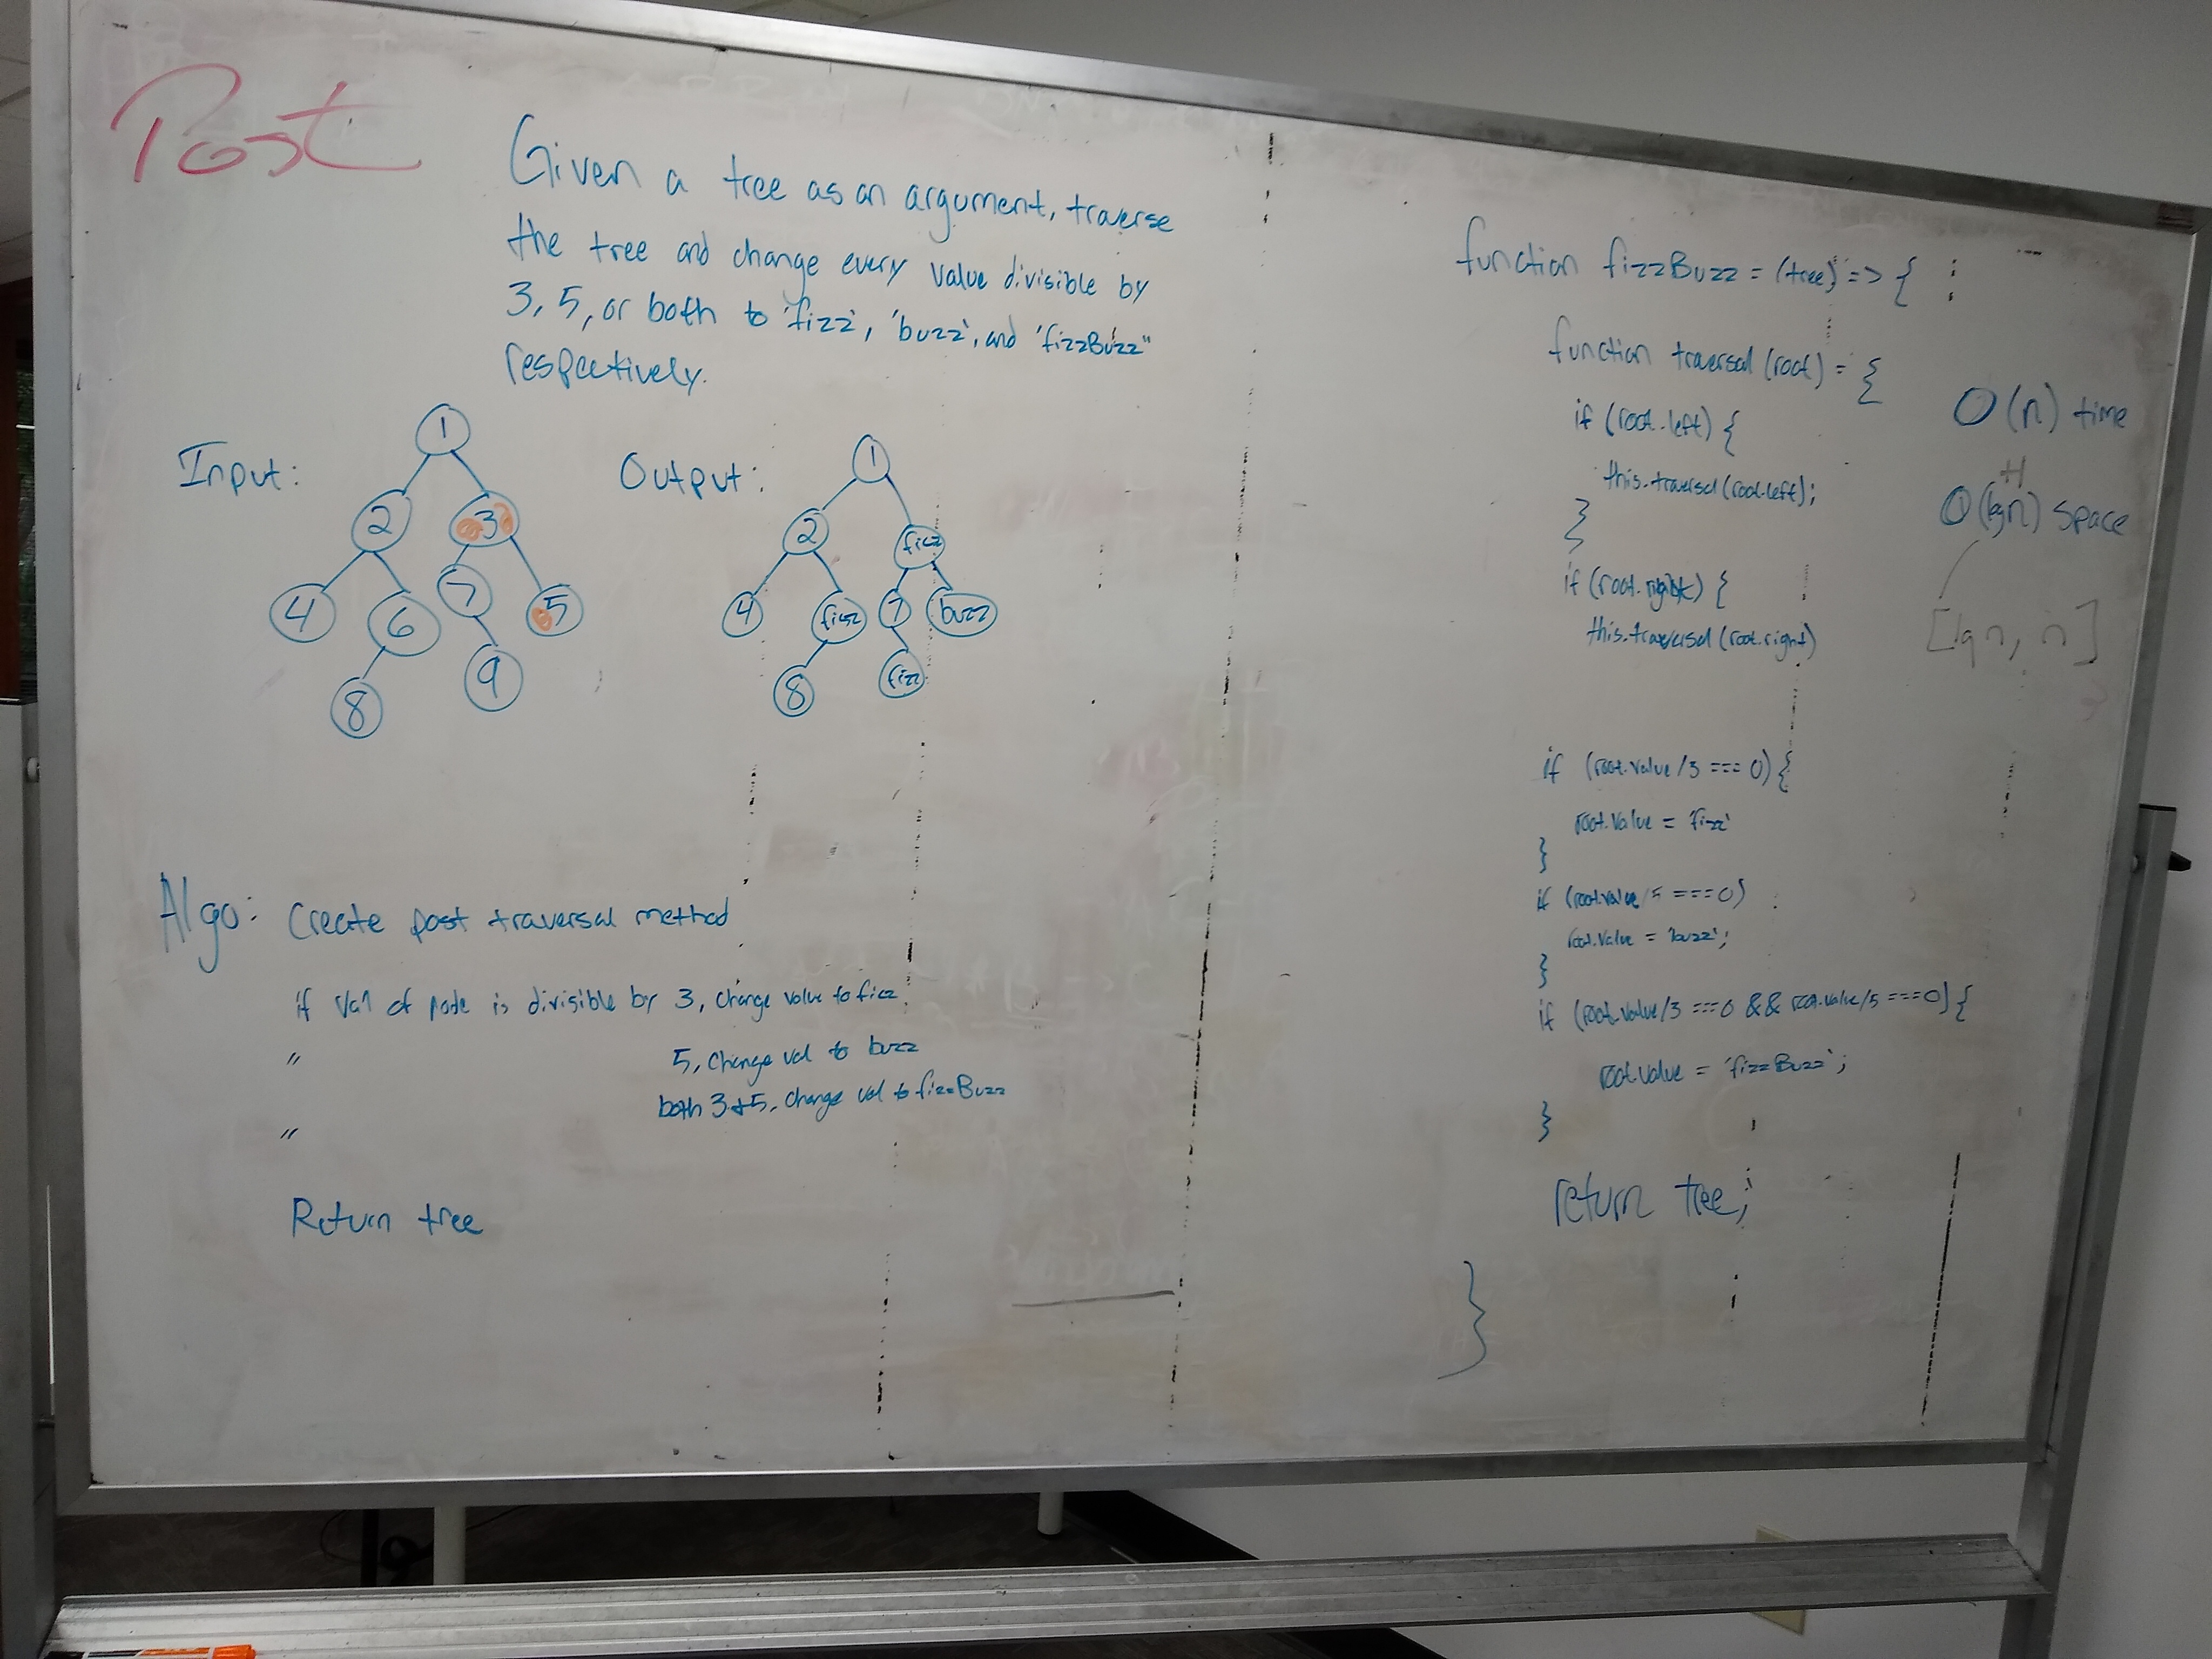 Post
Given a tree as an argument, traverse
the tree and change every value divisible by
3, 5, or both to 'fizz', 'buzz', and 'fizzBuzz"
respectively.
Input:
1
2 3
4 6 7 5
8 9
Output:
1
2 fizz
4 fizz 7 buzz
8 fizz
Algo: Create post traversal method
if val of node is divisible by 3, change value to fizz
" 5, change val to buzz
both 3 & 5, change val to fizzBuzz
"
Return tree
function fizzBuzz = (tree) => {
function traversal (root) = {
if (root.left) {
this.traversal (root.left);
}
if (root.right) {
this.traversal (root.right)
if (root.value / 3 === 0) {
root.value = 'fizz'
}
if (root.value / 5 === 0)
root.value = 'buzz';
}
if (root.value/3 === 0 && root.value/5 === 0) {
root.value = 'fizzBuzz';
}
return tree;
}
O(n) time
H
O(lgn) space
[lgn, n]